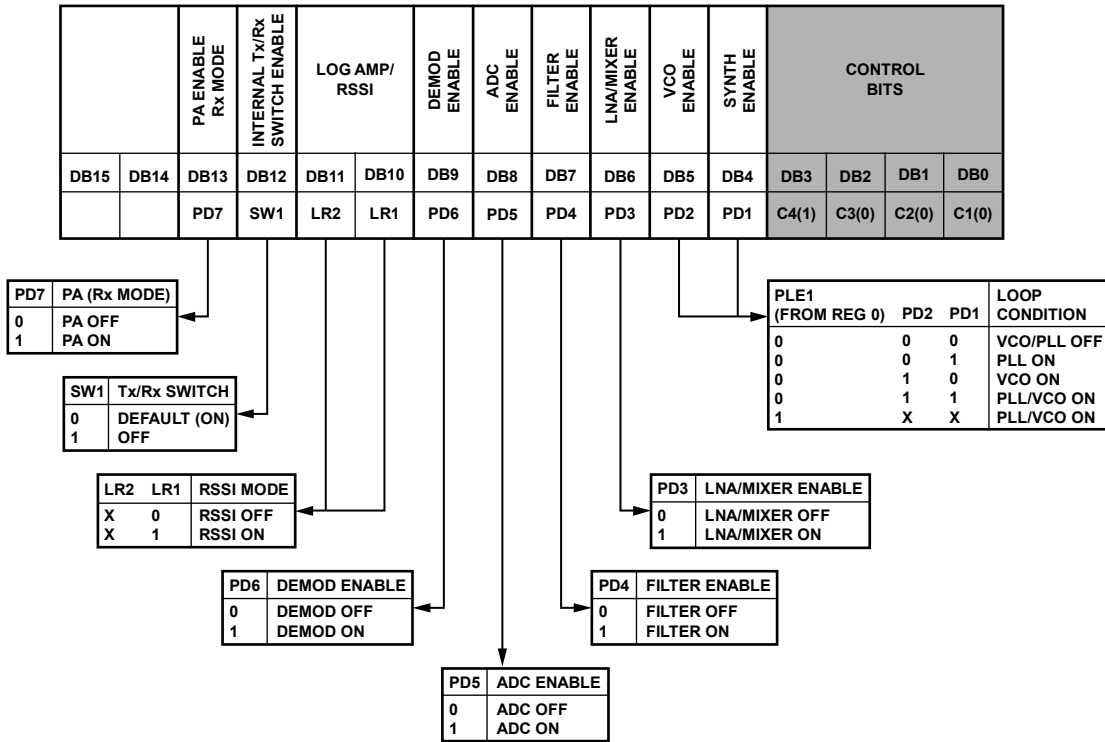 PA ENABLE
Rx MODE
INTERNAL Tx/Rx
SWITCH ENABLE
LOG AMP/
RSSI
DEMOD
ENABLE
ADC
ENABLE
FILTER
ENABLE
LNA/MIXER
ENABLE
VCO
ENABLE
SYNTH
ENABLE
CONTROL
BITS
DB15 DB14 DB13 DB12 DB11 DB10 DB9 DB8 DB7 DB6 DB5 DB4 DB3 DB2 DB1 DB0
PD7 SW1 LR2 LR1 PD6 PD5 PD4 PD3 PD2 PD1 C4(1) C3(0) C2(0) C1(0)
PD7 PA (Rx MODE)
0 PA OFF
1 PA ON
PLE1
(FROM REG 0) PD2 PD1 LOOP
CONDITION
0 0 0 VCO/PLL OFF
0 0 1 PLL ON
0 1 0 VCO ON
0 1 1 PLL/VCO ON
1 X X PLL/VCO ON
SW1 Tx/Rx SWITCH
0 DEFAULT (ON)
1 OFF
LR2 LR1 RSSI MODE
X 0 RSSI OFF
X 1 RSSI ON
PD3 LNA/MIXER ENABLE
0 LNA/MIXER OFF
1 LNA/MIXER ON
PD6 DEMOD ENABLE
0 DEMOD OFF
1 DEMOD ON
PD4 FILTER ENABLE
0 FILTER OFF
1 FILTER ON
PD5 ADC ENABLE
0 ADC OFF
1 ADC ON